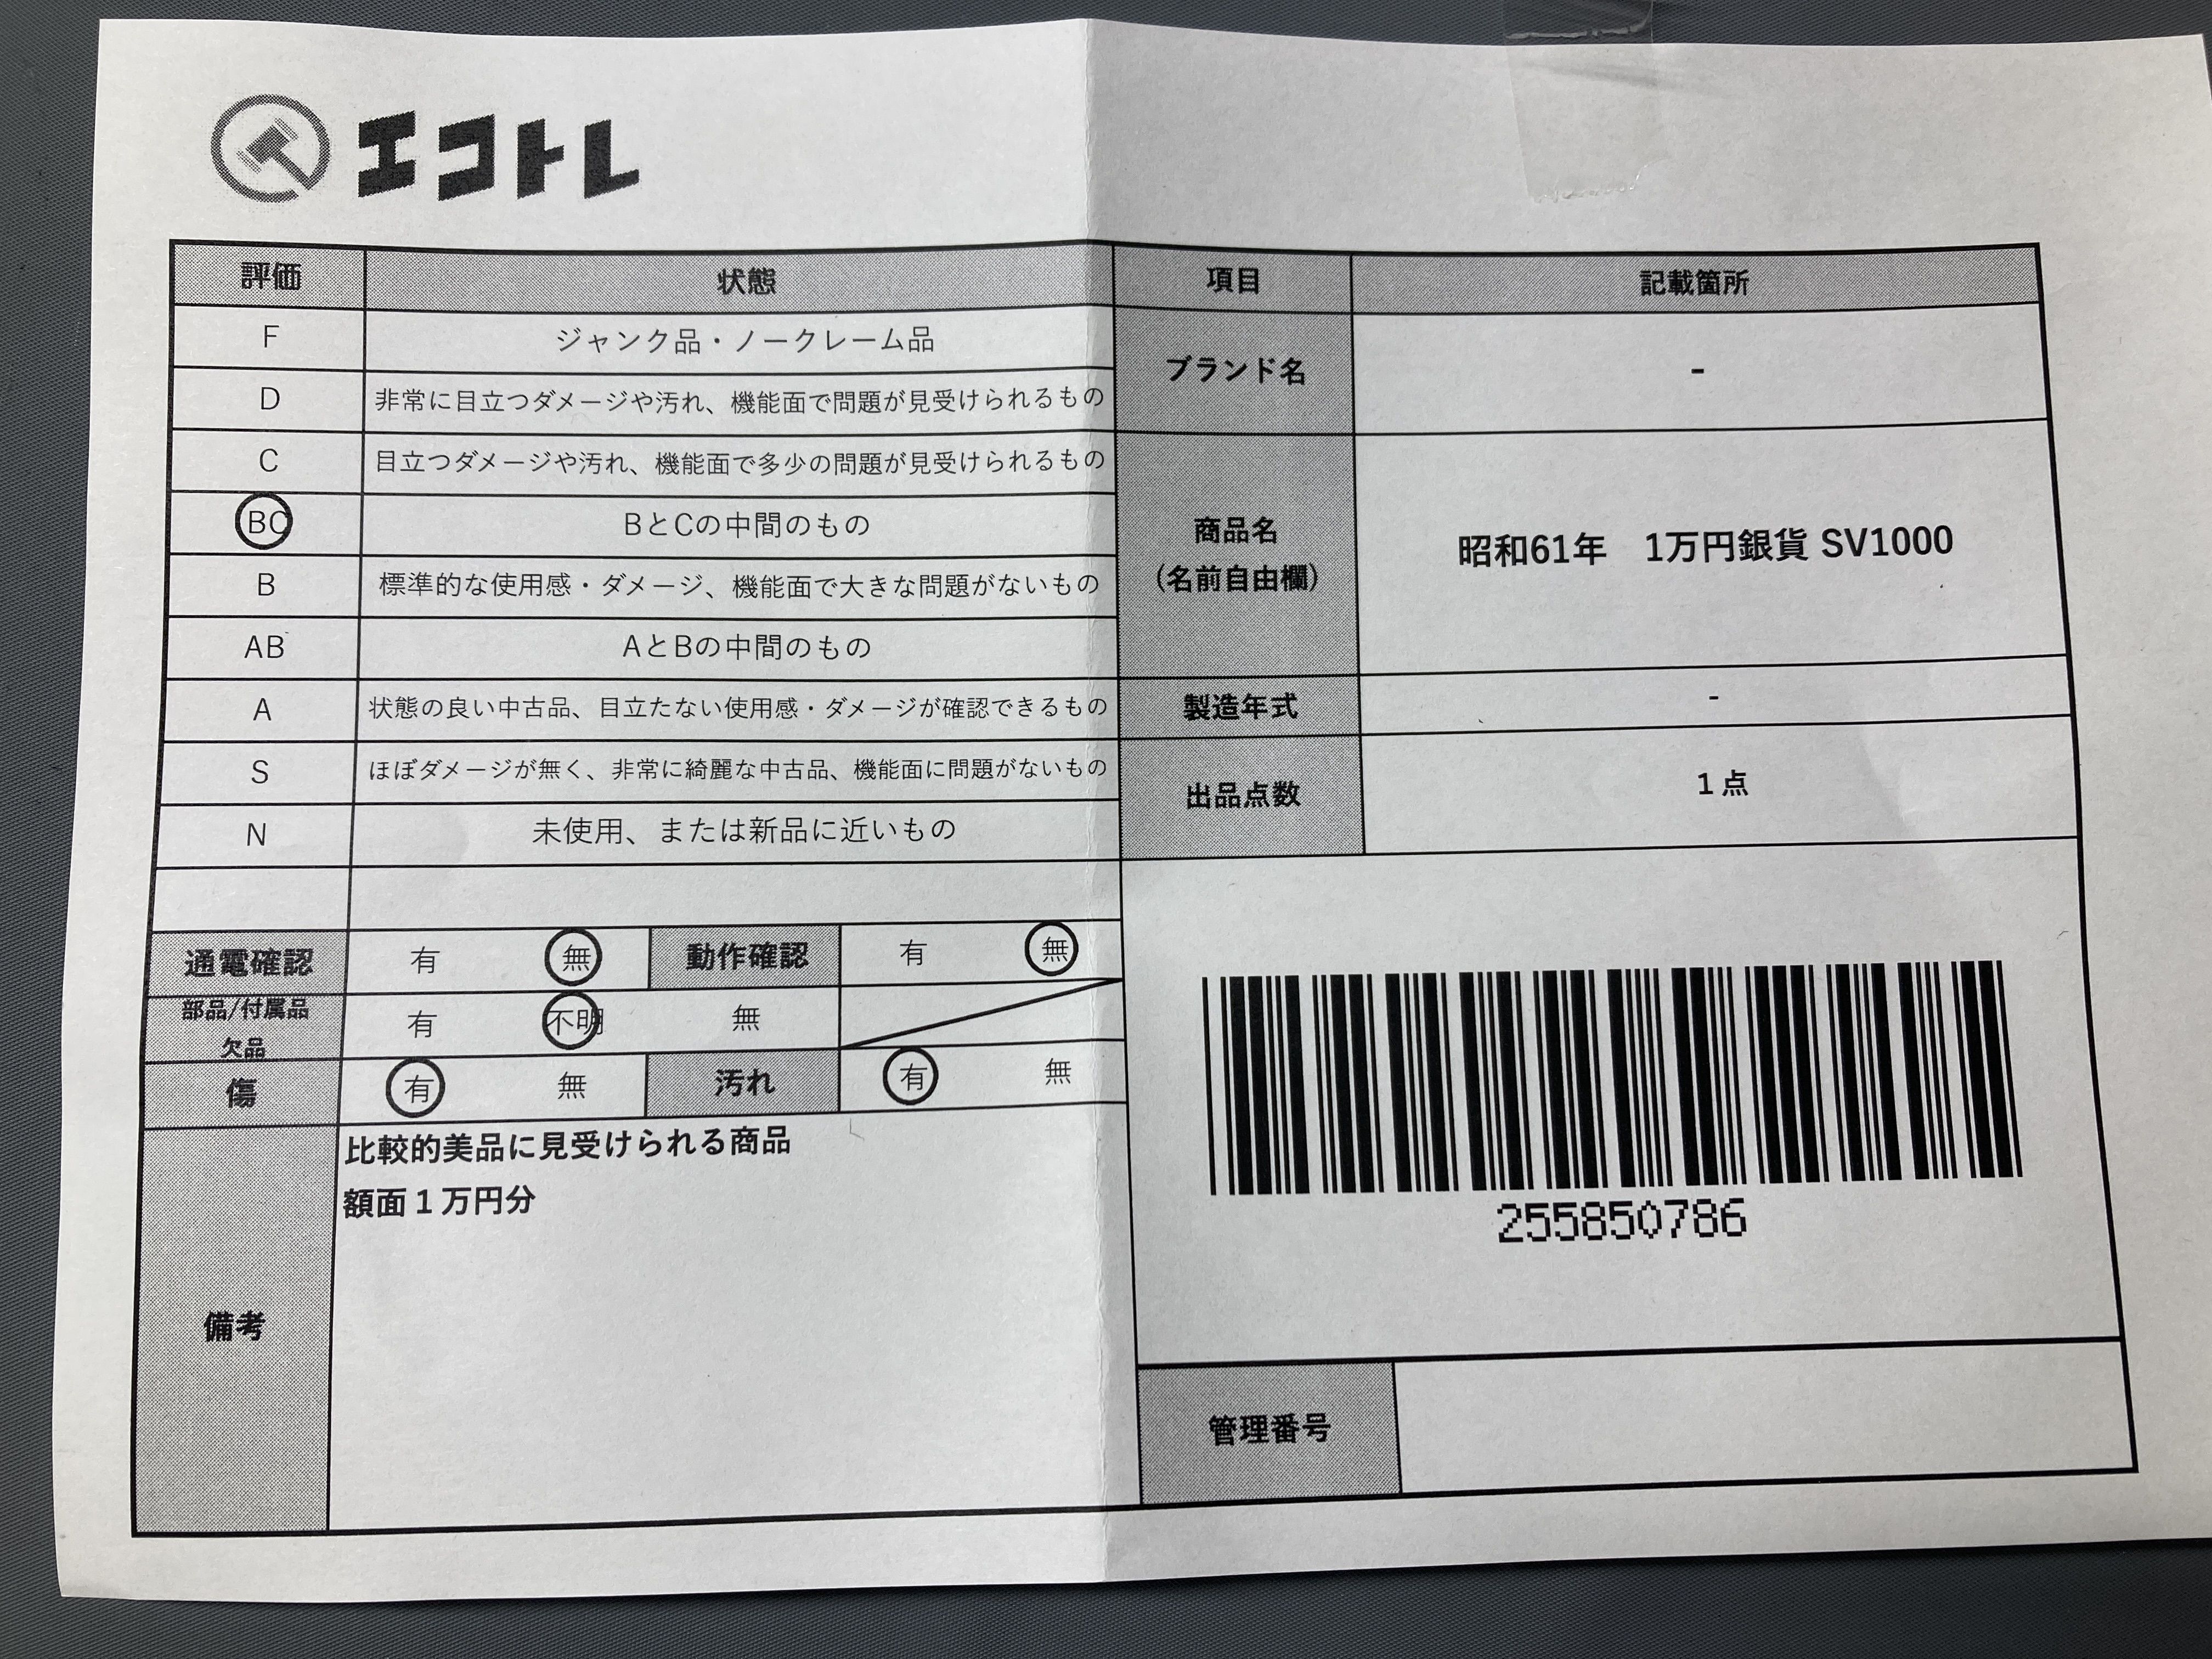 エコトレ
評価 状態
F ジャンク品・ノークレーム品
D 非常に目立つダメージや汚れ、機能面で問題が見受けられるもの
C 目立つダメージや汚れ、機能面で多少の問題が見受けられるもの
BC BとCの中間のもの
B 標準的な使用感・ダメージ、機能面で大きな問題がないもの
AB AとBの中間のもの
A 状態の良い中古品、目立たない使用感・ダメージが確認できるもの
S ほぼダメージが無く、非常に綺麗な中古品、機能面に問題がないもの
N 未使用、または新品に近いもの
通電確認 有 無 動作確認 有 無
部品/付属品
欠品 有 不明 無
傷 有 無 汚れ 有 無
備考
比較的美品に見受けられる商品
額面１万円分
項目 記載箇所
ブランド名 -
商品名
(名前自由欄)
昭和61年　1万円銀貨 SV1000
製造年式 -
出品点数 1点
255850786
管理番号